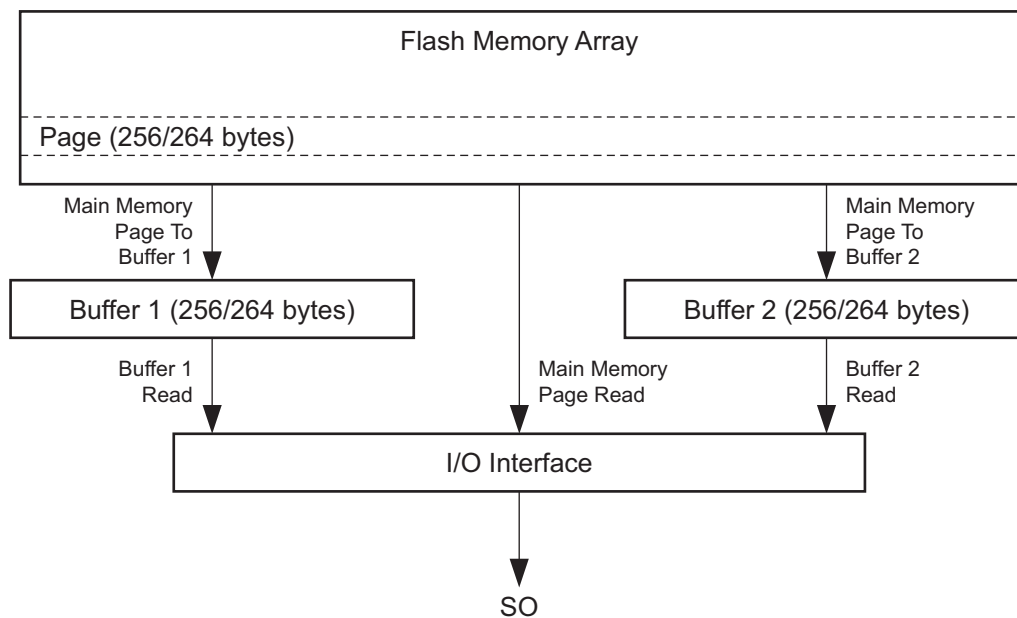 Flash Memory Array
Page (256/264 bytes)
Main Memory
Page To
Buffer 1
Main Memory
Page To
Buffer 2
Buffer 1 (256/264 bytes)
Buffer 2 (256/264 bytes)
Buffer 1
Read
Main Memory
Page Read
Buffer 2
Read
I/O Interface
SO